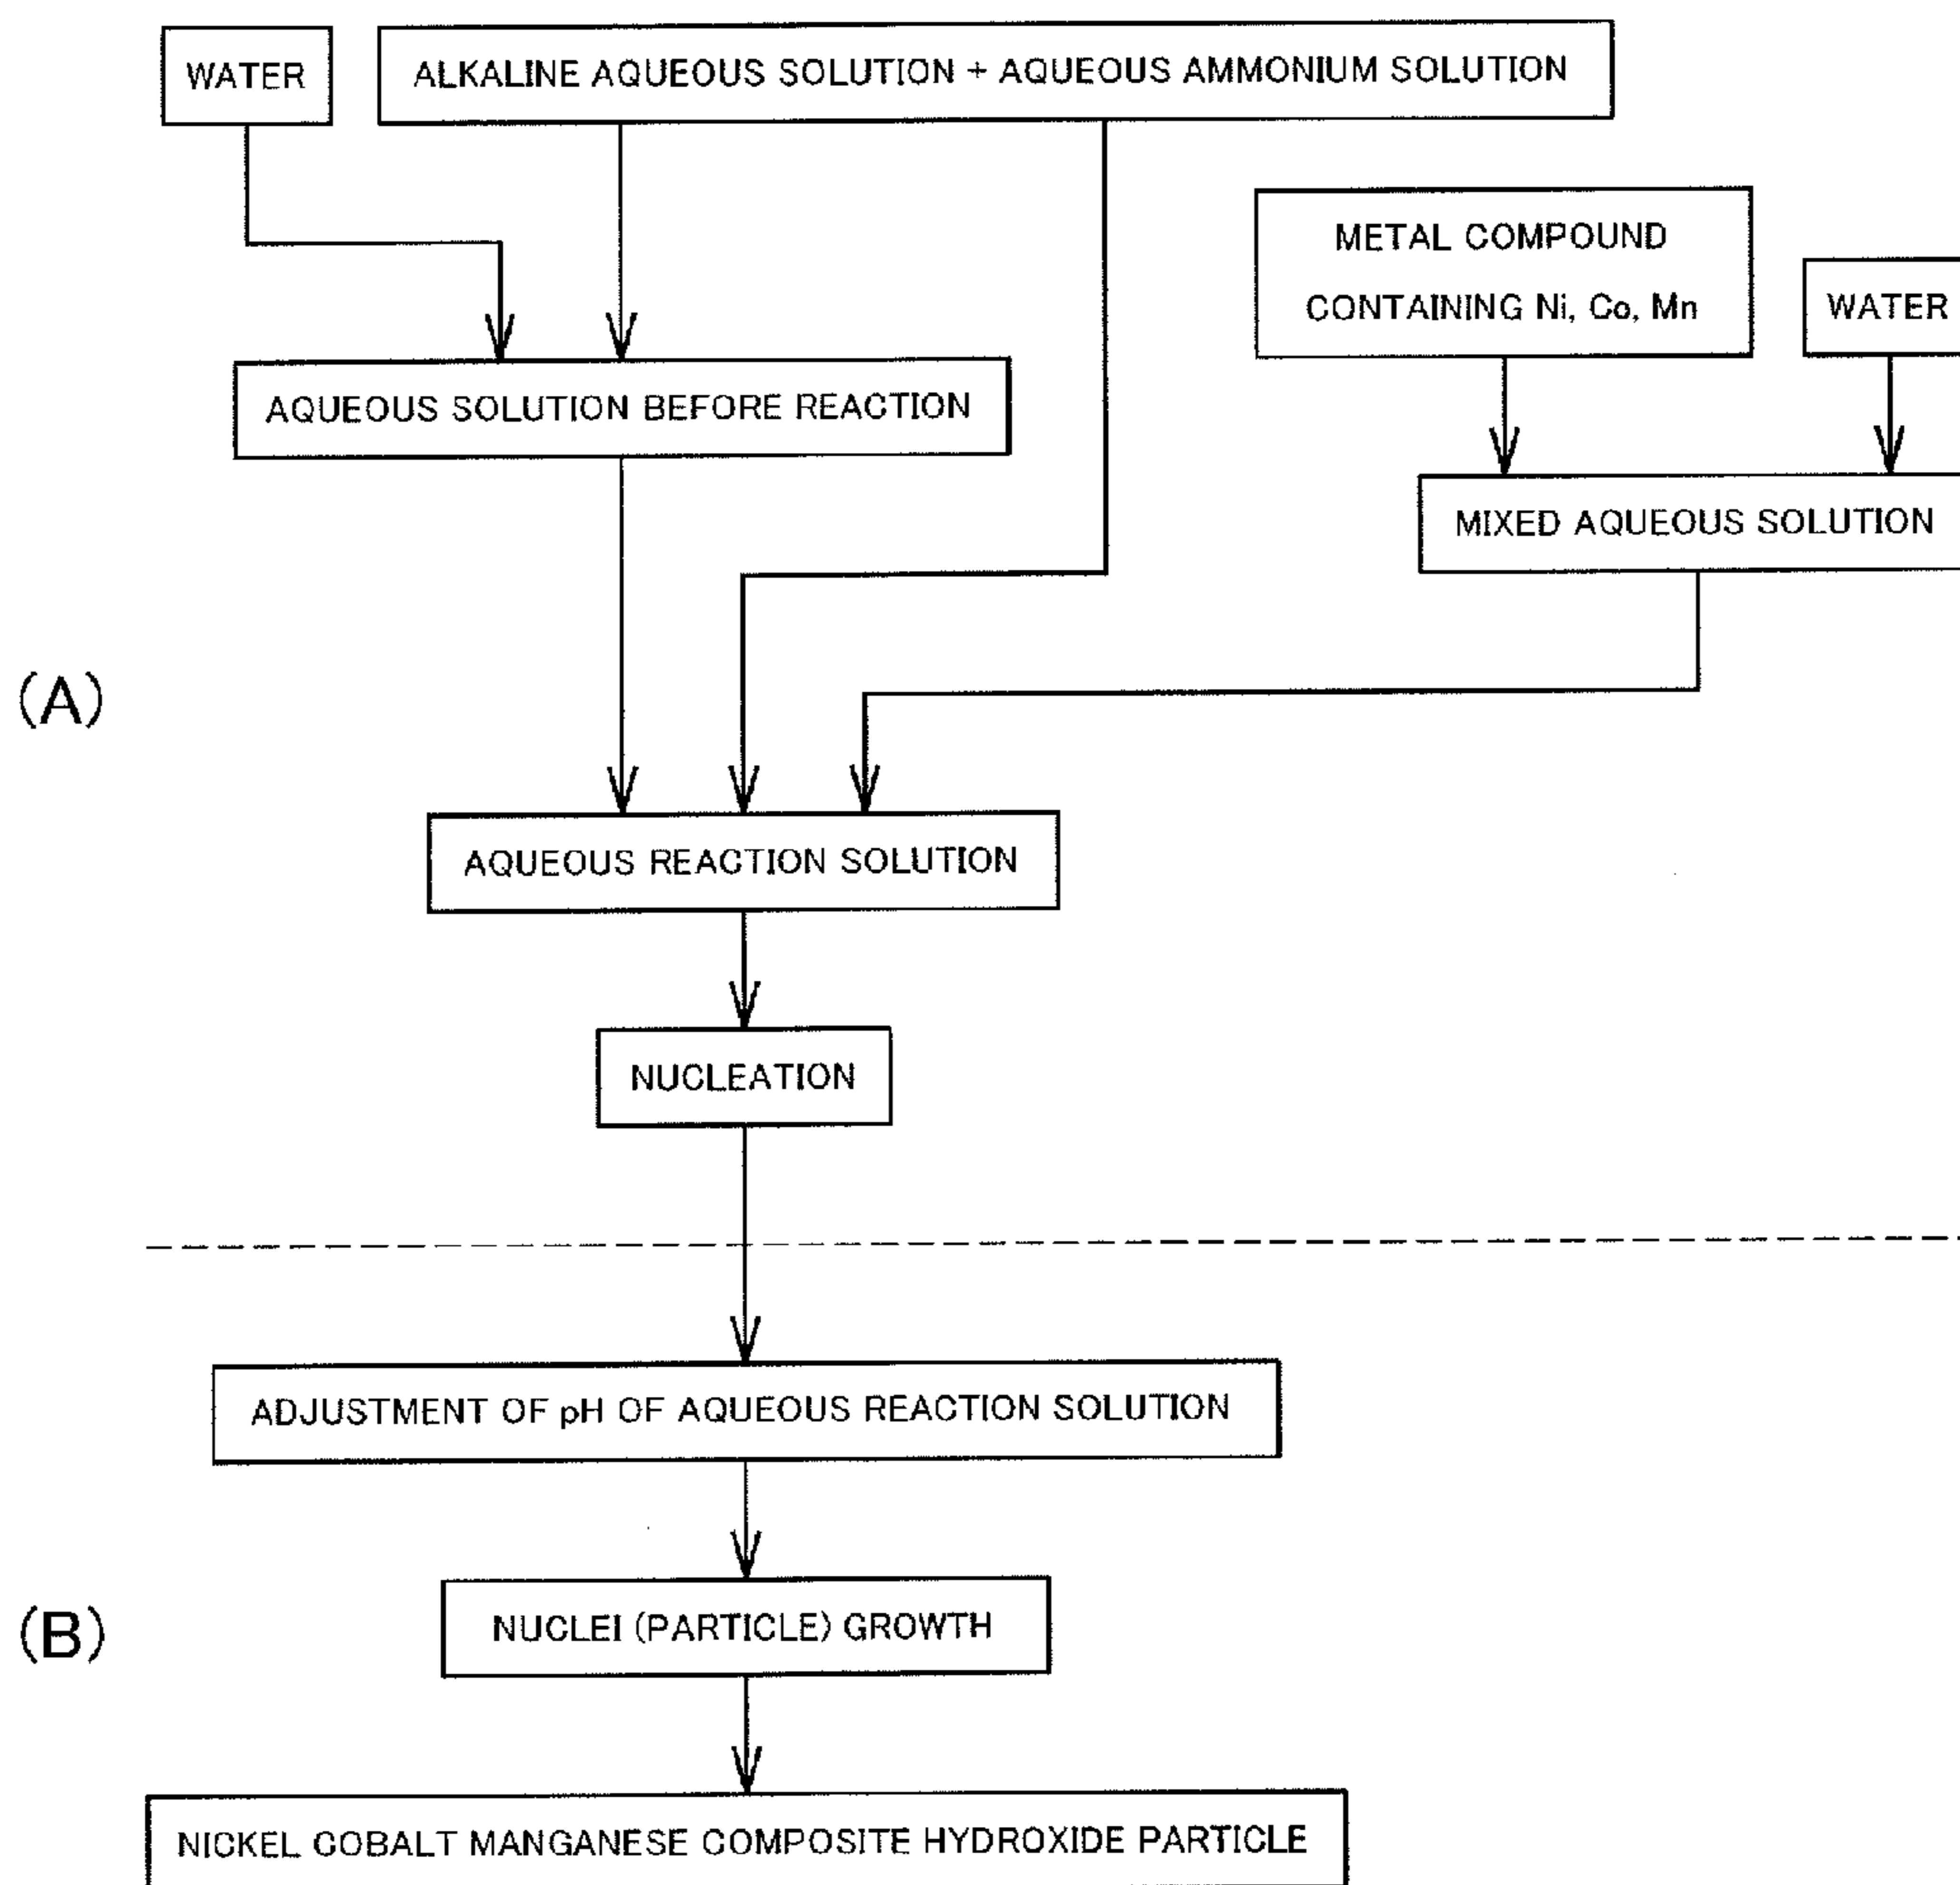 WATER
ALKALINE AQUEOUS SOLUTION + AQUEOUS AMMONIUM SOLUTION
METAL COMPOUND
CONTAINING Ni, Co, Mn
WATER
AQUEOUS SOLUTION BEFORE REACTION
MIXED AQUEOUS SOLUTION
(A)
AQUEOUS REACTION SOLUTION
NUCLEATION
ADJUSTMENT OF pH OF AQUEOUS REACTION SOLUTION
(B)
NUCLEI (PARTICLE) GROWTH
NICKEL COBALT MANGANESE COMPOSITE HYDROXIDE PARTICLE